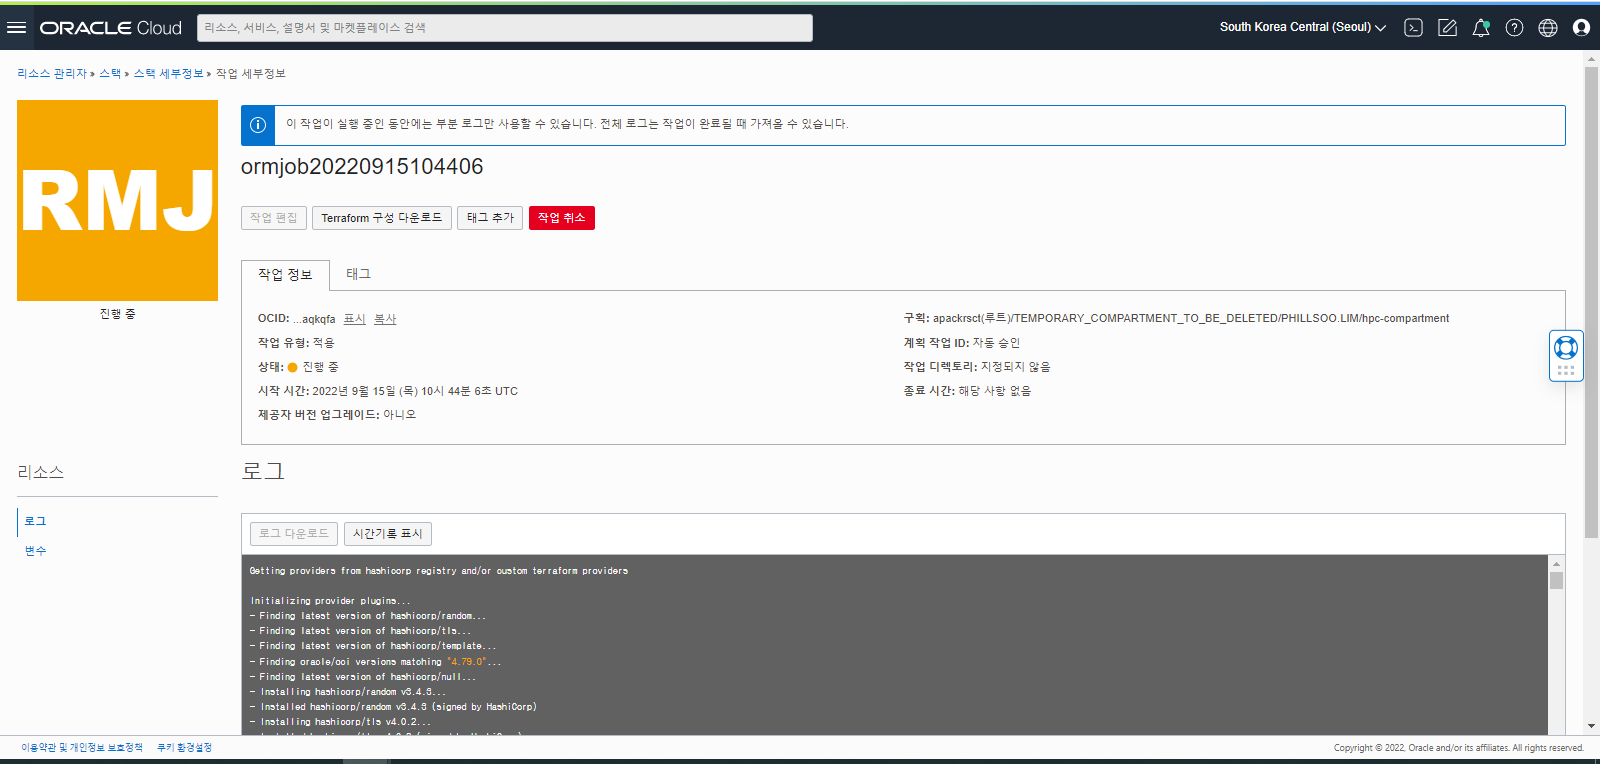 ORACLE Cloud
리소스, 서비스, 설명서 및 마켓플레이스 검색
South Korea Central (Seoul)
리소스 관리자 » 스택 » 스택 세부정보 » 작업 세부정보
RMJ
진행 중
이 작업이 실행 중인 동안에는 부분 로그만 사용할 수 있습니다. 전체 로그는 작업이 완료될 때 가져올 수 있습니다.
ormjob20220915104406
작업 편집
Terraform 구성 다운로드
태그 추가
작업 취소
작업 정보
태그
OCID: ...aqkqfa 표시 복사
작업 유형: 적용
상태: 진행 중
시작 시간: 2022년 9월 15일 (목) 10시 44분 6초 UTC
제공자 버전 업그레이드: 아니오
구획: apackrsct(루트)/TEMPORARY_COMPARTMENT_TO_BE_DELETED/PHILLSOO.LIM/hpc-compartment
계획 작업 ID: 자동 승인
작업 디렉토리: 지정되지 않음
종료 시간: 해당 사항 없음
리소스
로그
변수
로그
로그 다운로드
시간기록 표시
Getting providers from hashicorp registry and/or custom terraform providers
Initializing provider plugins...
- Finding latest version of hashicorp/random...
- Finding latest version of hashicorp/tls...
- Finding latest version of hashicorp/template...
- Finding oracle/oci versions matching "4.79.0"...
- Finding latest version of hashicorp/null...
- Installing hashicorp/random v3.4.3...
- Installed hashicorp/random v3.4.3 (signed by HashiCorp)
- Installing hashicorp/tls v4.0.2...
이용약관 및 개인정보 보호정책
쿠키 환경설정
Copyright © 2022, Oracle and/or its affiliates. All rights reserved.